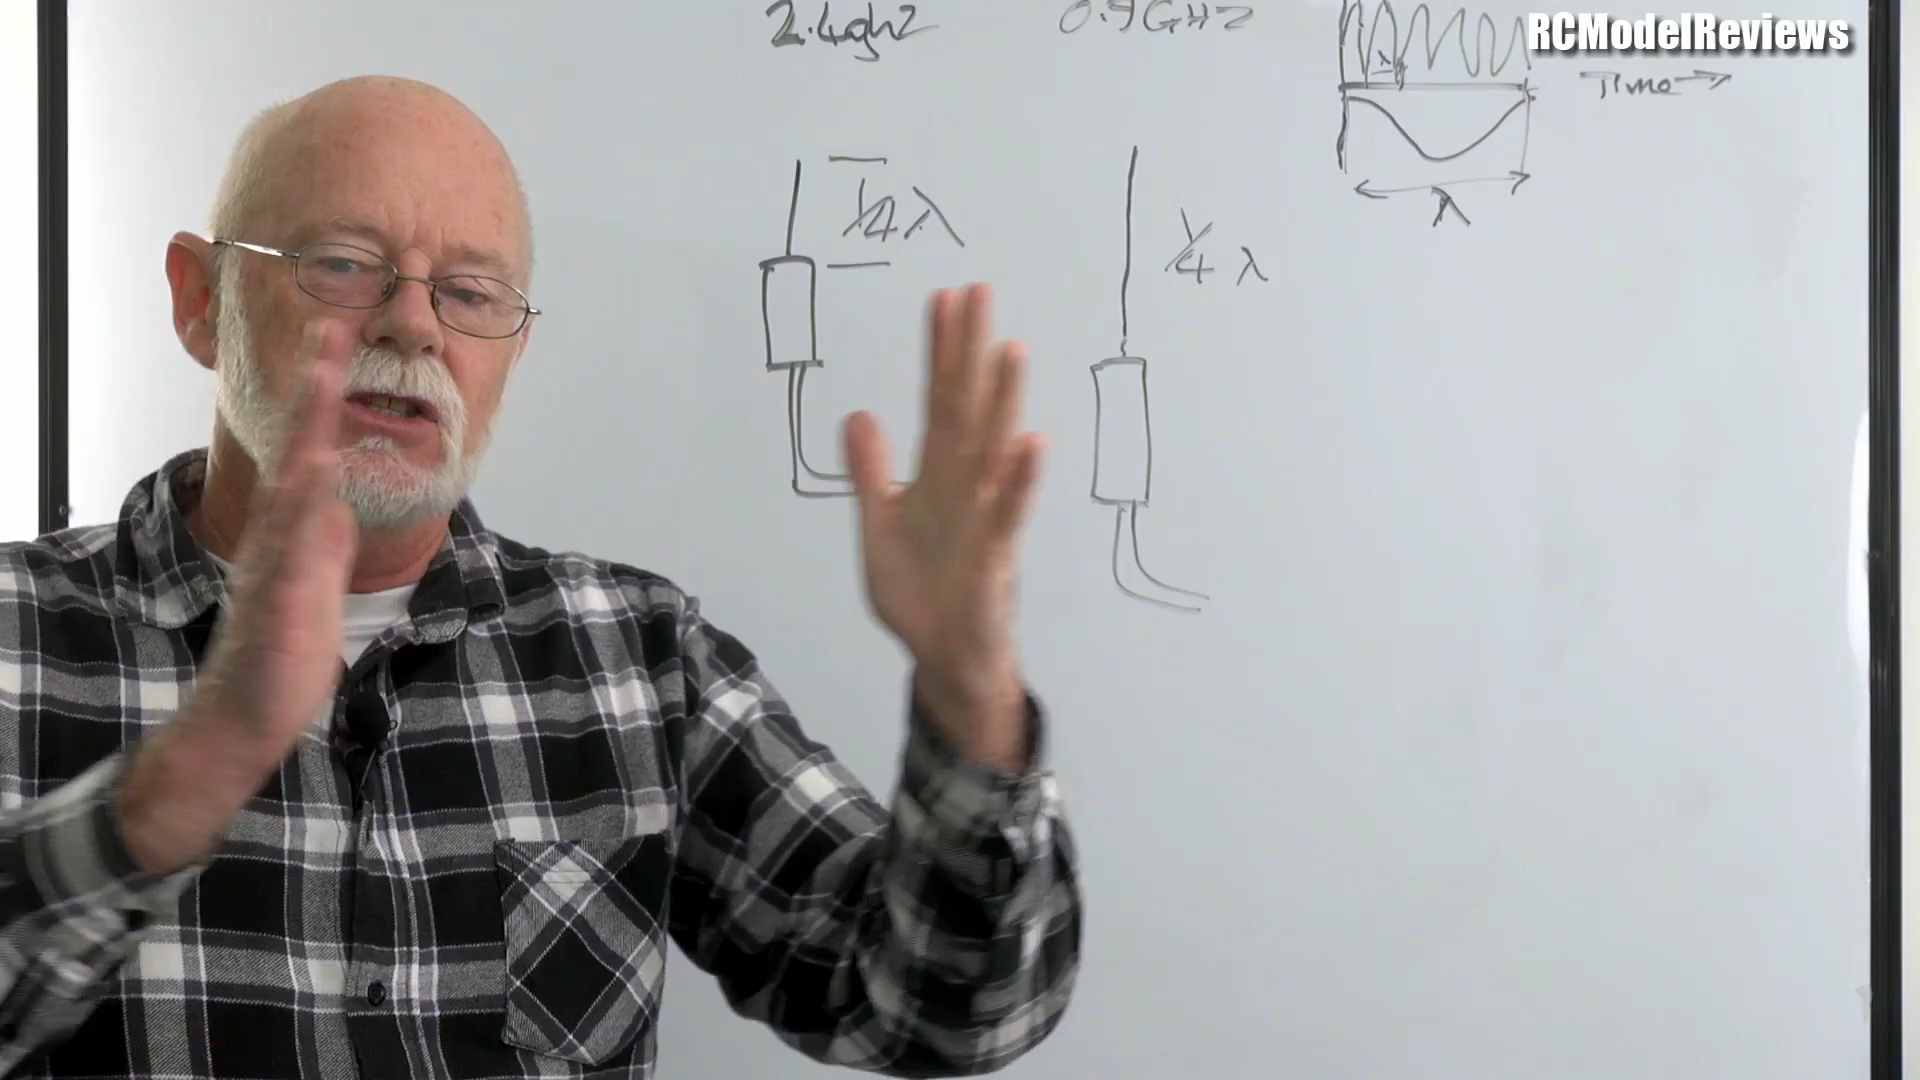 2.4ghz
0.9GHZ
RCModelReviews
λ
Time
1/4 λ
λ
1/4 λ